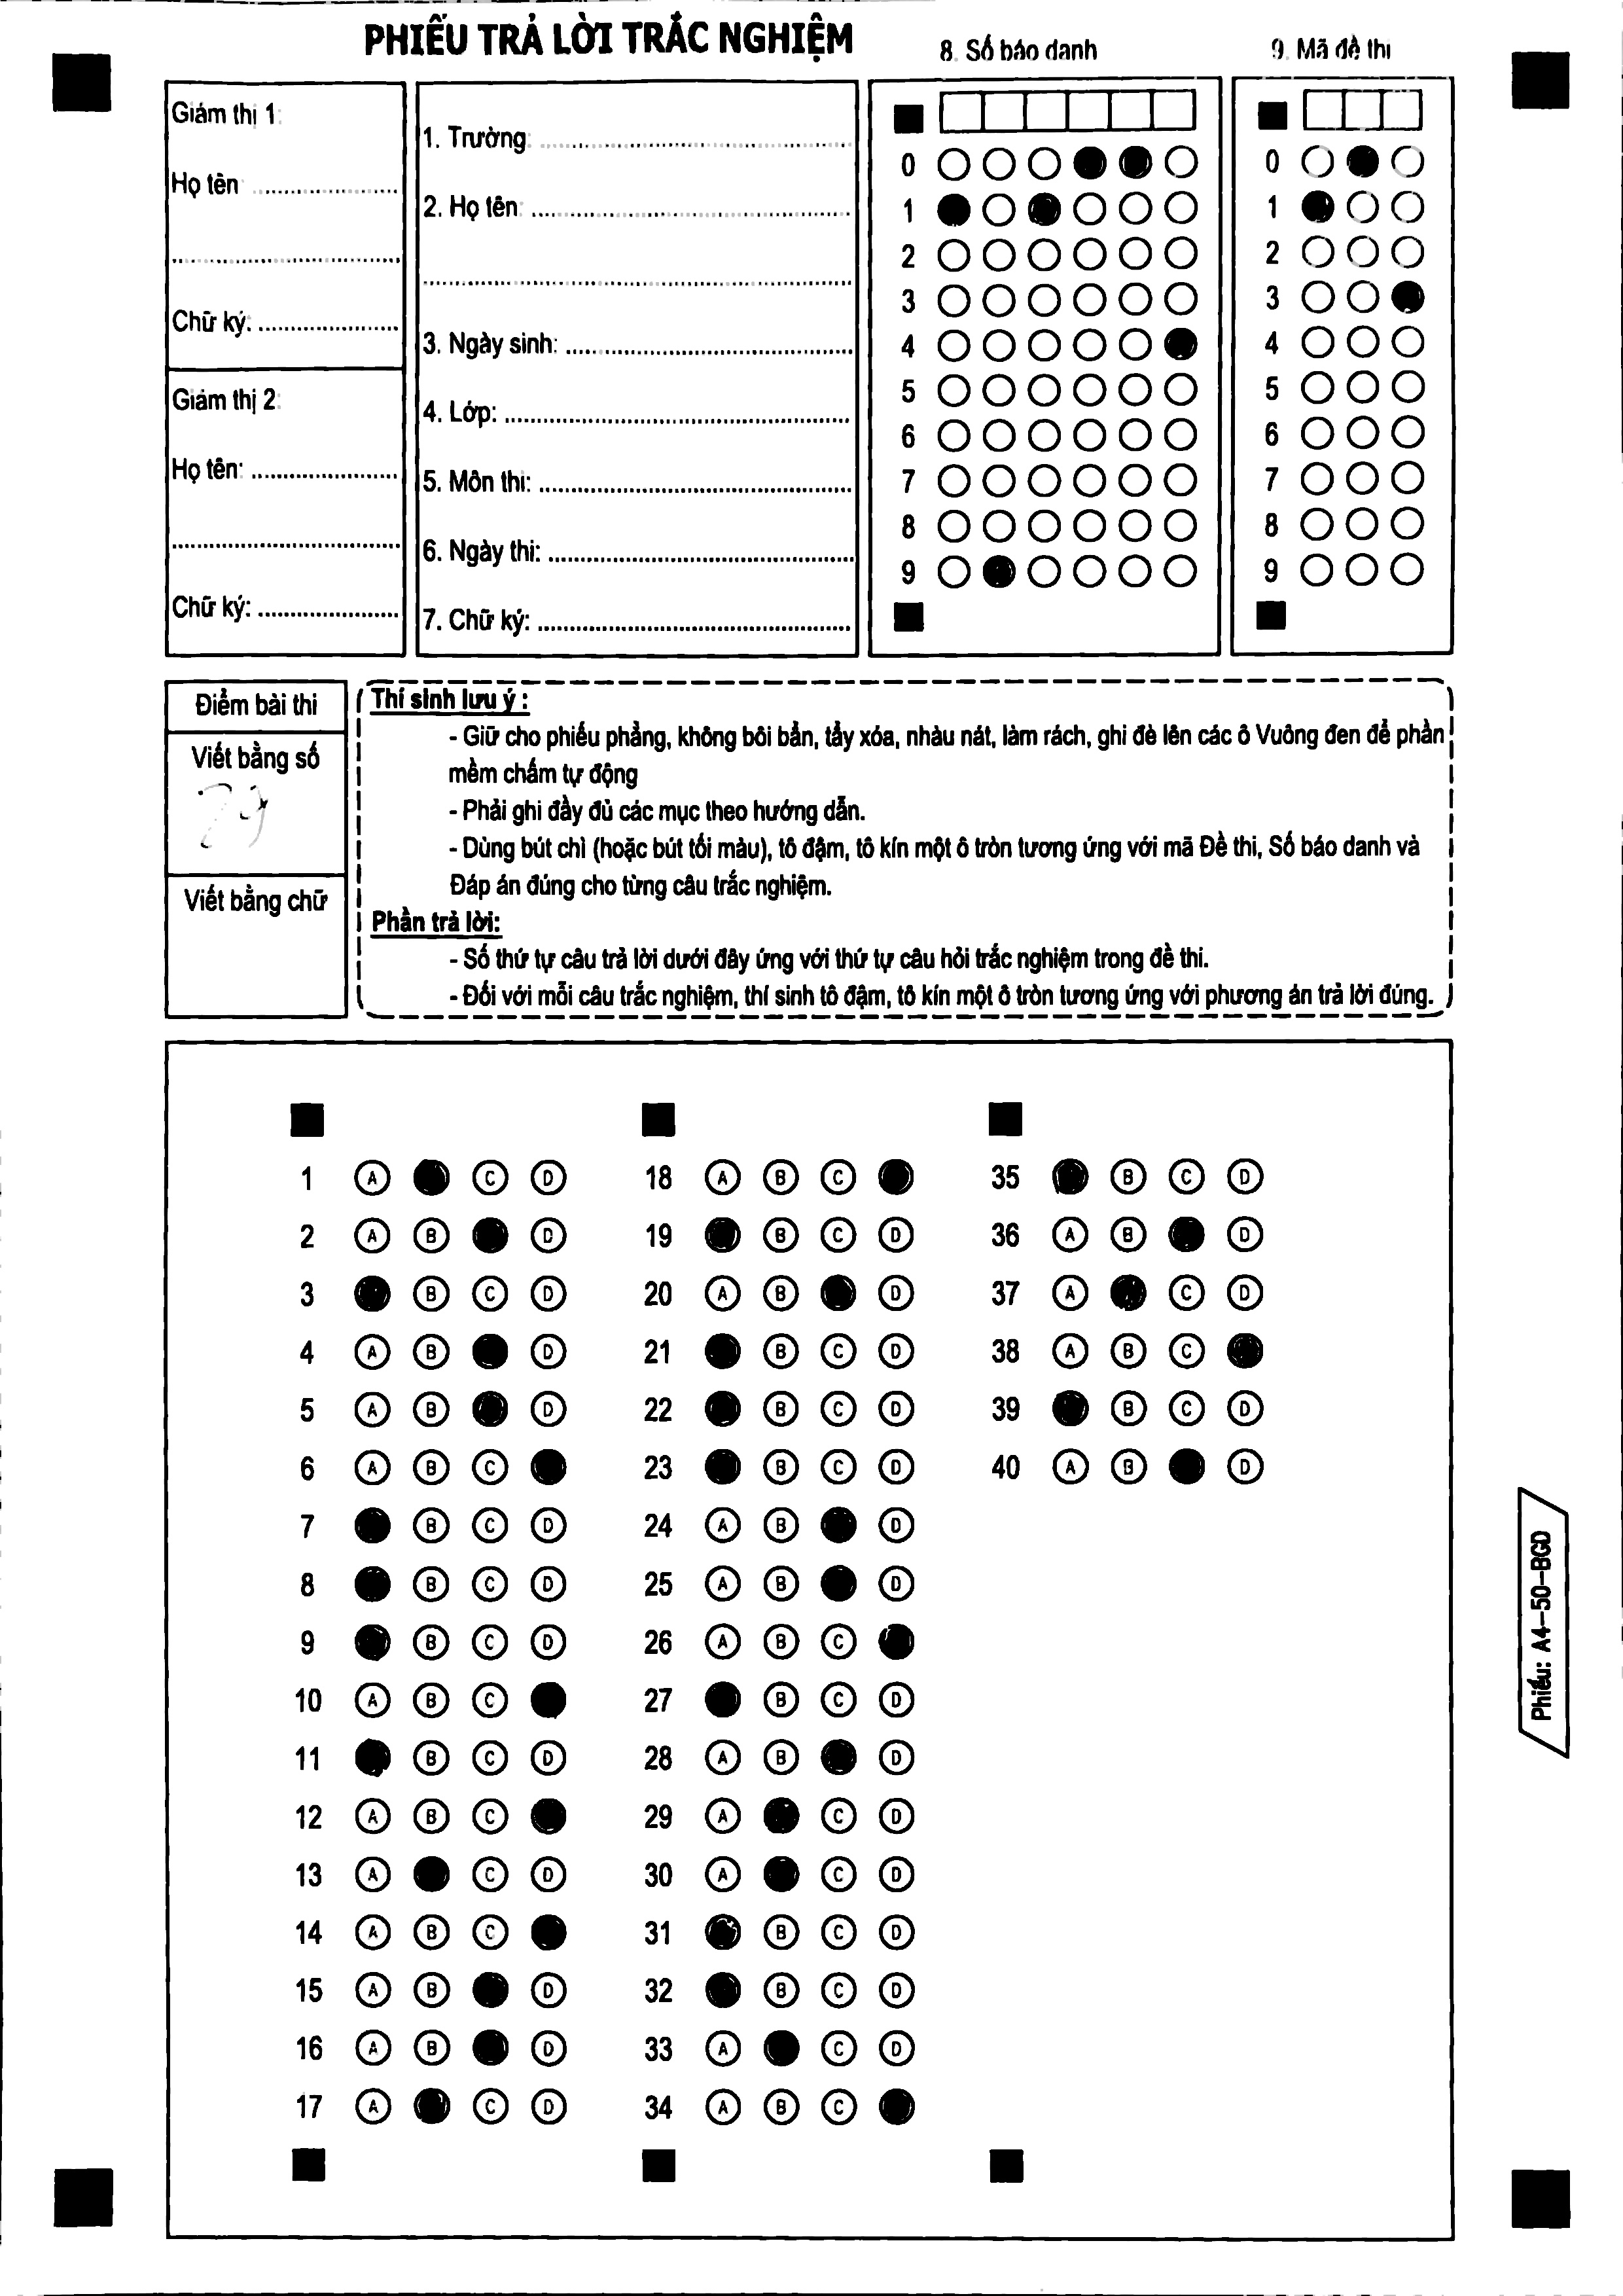 PHIẾU TRẢ LỜI TRẮC NGHIỆM
8. Số báo danh
9. Mã đề thi
Giám thị 1:
Họ tên:
Chữ ký:
Giám thị 2:
Họ tên:
Chữ ký:
1. Trường:
2. Họ tên:
3. Ngày sinh:
4. Lớp:
5. Môn thi:
6. Ngày thi:
7. Chữ ký:
0
1
2
3
4
5
6
7
8
9
0
1
2
3
4
5
6
7
8
9
Điểm bài thi
Viết bằng số
Viết bằng chữ
Thí sinh lưu ý :
- Giữ cho phiếu phẳng, không bôi bẩn, tẩy xóa, nhàu nát, làm rách, ghi đè lên các ô Vuông đen để phần
mềm chấm tự động
- Phải ghi đầy đủ các mục theo hướng dẫn.
- Dùng bút chì (hoặc bút tối màu), tô đậm, tô kín một ô tròn tương ứng với mã Đề thi, Số báo danh và
Đáp án đúng cho từng câu trắc nghiệm.
Phần trả lời:
- Số thứ tự câu trả lời dưới đây ứng với thứ tự câu hỏi trắc nghiệm trong đề thi.
- Đối với mỗi câu trắc nghiệm, thí sinh tô đậm, tô kín một ô tròn tương ứng với phương án trả lời đúng.
1 A C D
2 A B D
3 B C D
4 A B D
5 A B D
6 A B C
7 B C D
8 B C D
9 B C D
10 A B C
11 B C D
12 A B C
13 A C D
14 A B C
15 A B D
16 A B D
17 A C D
18 A B C
19 B C D
20 A B D
21 B C D
22 B C D
23 B C D
24 A B D
25 A B D
26 A B C
27 B C D
28 A B D
29 A C D
30 A C D
31 B C D
32 B C D
33 A C D
34 A B C
35 B C D
36 A B D
37 A C D
38 A B C
39 B C D
40 A B D
Phiếu: A4-50-BGD